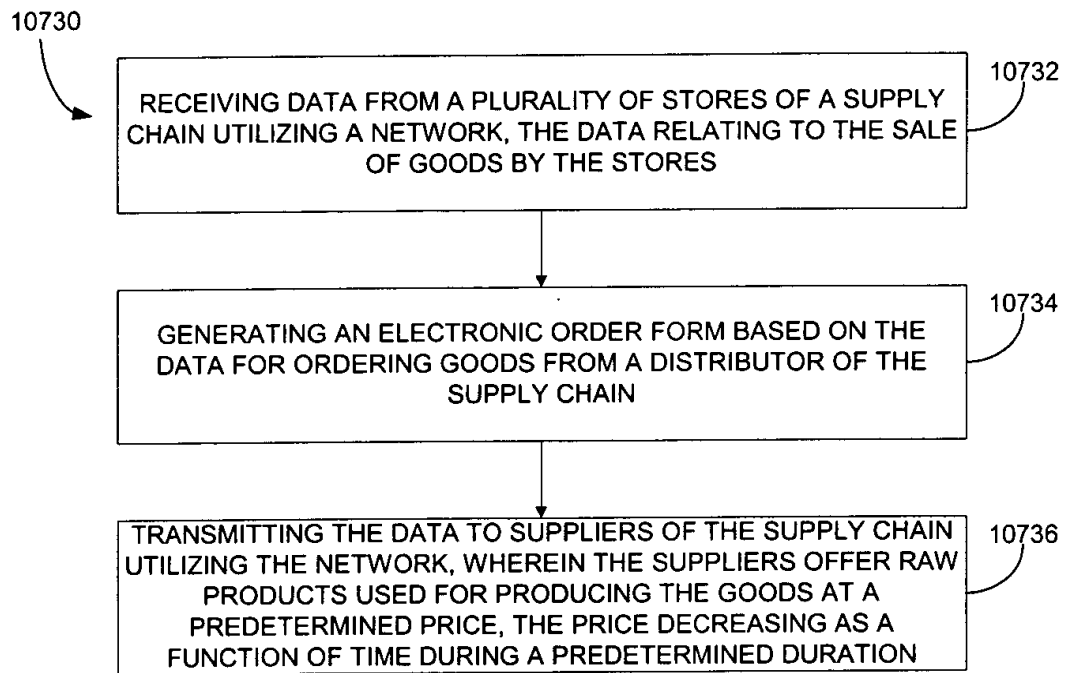 10730
10732
RECEIVING DATA FROM A PLURALITY OF STORES OF A SUPPLY
CHAIN UTILIZING A NETWORK, THE DATA RELATING TO THE SALE
OF GOODS BY THE STORES
10734
GENERATING AN ELECTRONIC ORDER FORM BASED ON THE
DATA FOR ORDERING GOODS FROM A DISTRIBUTOR OF THE
SUPPLY CHAIN
10736
TRANSMITTING THE DATA TO SUPPLIERS OF THE SUPPLY CHAIN
UTILIZING THE NETWORK, WHEREIN THE SUPPLIERS OFFER RAW
PRODUCTS USED FOR PRODUCING THE GOODS AT A
PREDETERMINED PRICE, THE PRICE DECREASING AS A
FUNCTION OF TIME DURING A PREDETERMINED DURATION